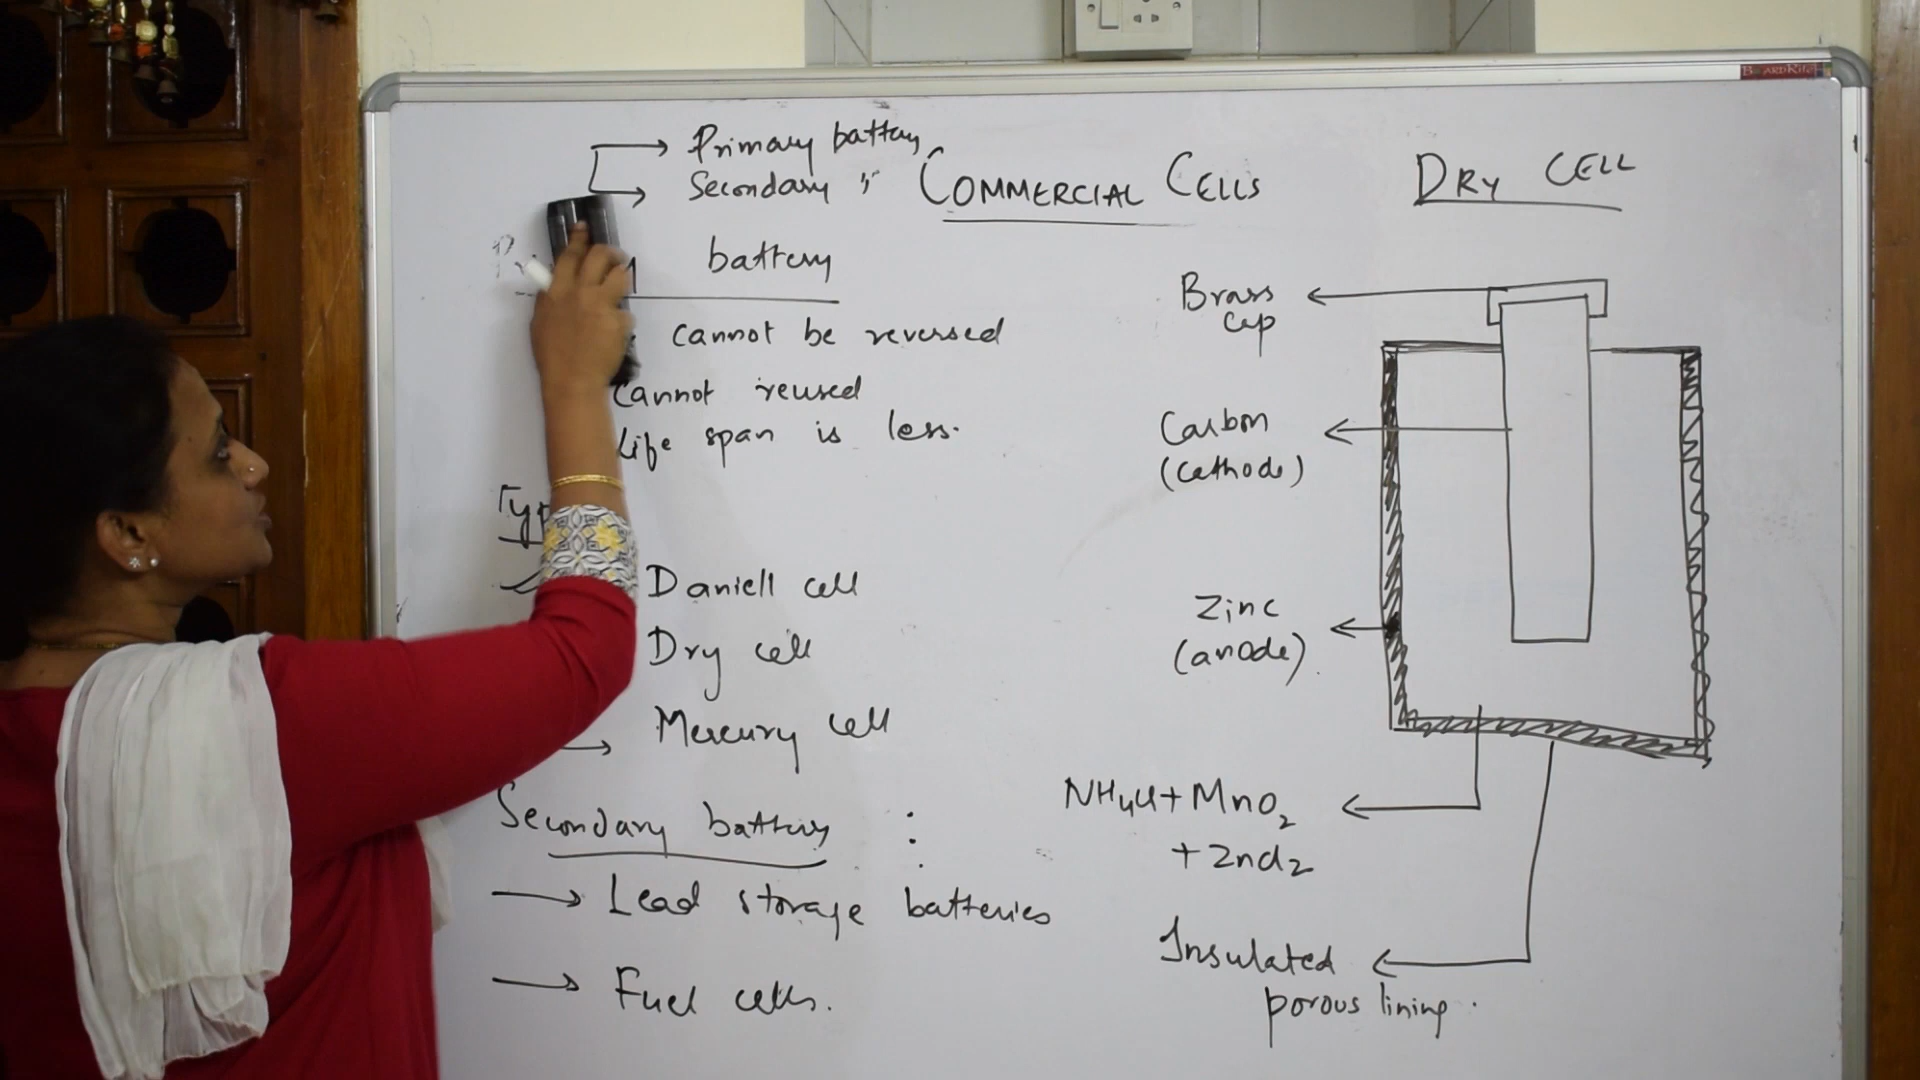 BOARDRITE
Primary battery
Secondary "
COMMERCIAL CELLS
DRY CELL
battery
cannot be reversed
cannot reused
life span is less.
Typ
Daniell cell
Dry cell
Mercury cell
Secondary battery :
Lead storage batteries
Fuel cells.
Brass
cap
Carbon
(cathode)
Zinc
(anode)
NH4Cl + MnO2
+ ZnCl2
Insulated
porous lining.